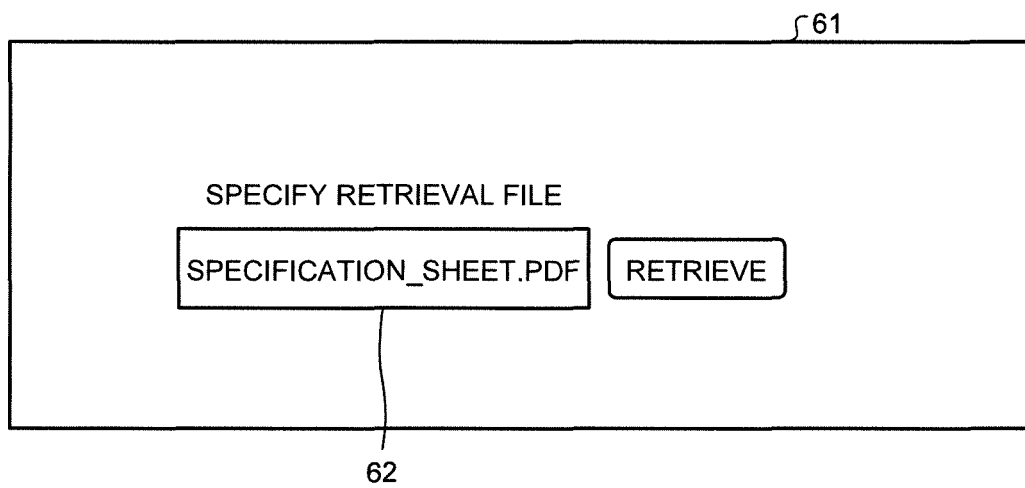 61
SPECIFY RETRIEVAL FILE
SPECIFICATION_SHEET.PDF RETRIEVE
62